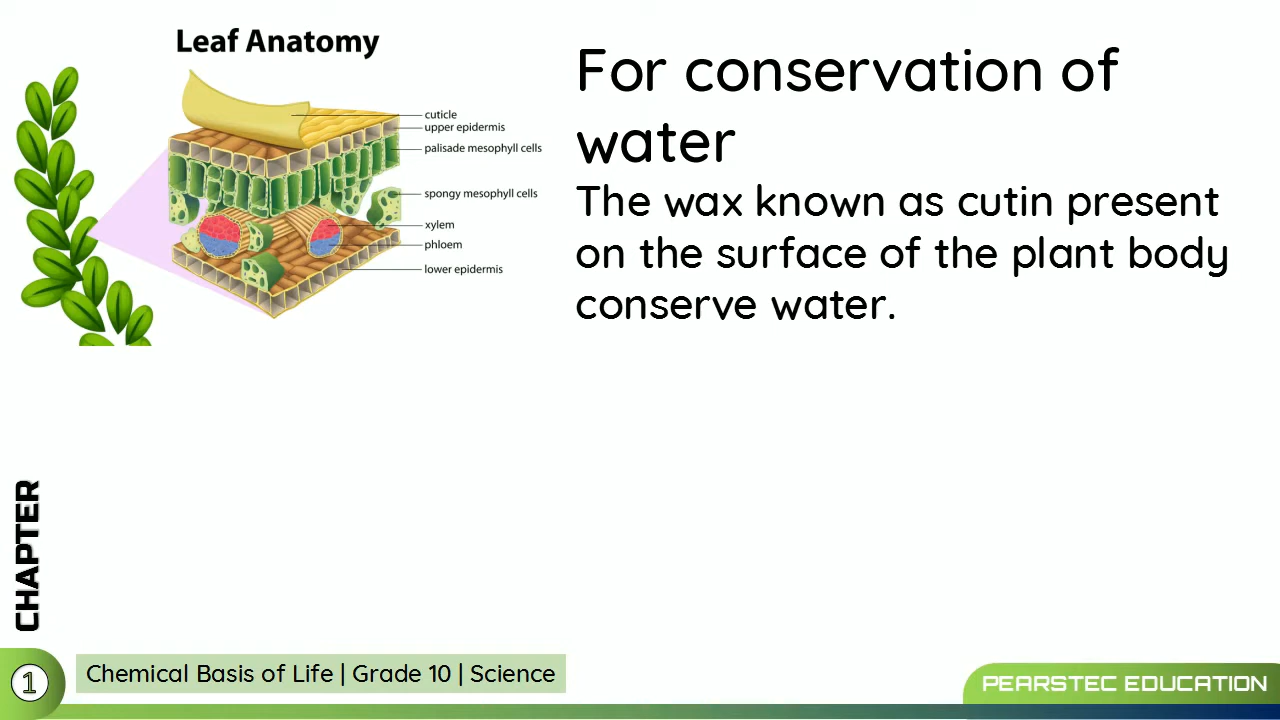 Leaf Anatomy
cuticle
upper epidermis
palisade mesophyll cells
spongy mesophyll cells
xylem
phloem
lower epidermis
For conservation of
water
The wax known as cutin present
on the surface of the plant body
conserve water.
CHAPTER
1
Chemical Basis of Life | Grade 10 | Science
PEARSTEC EDUCATION